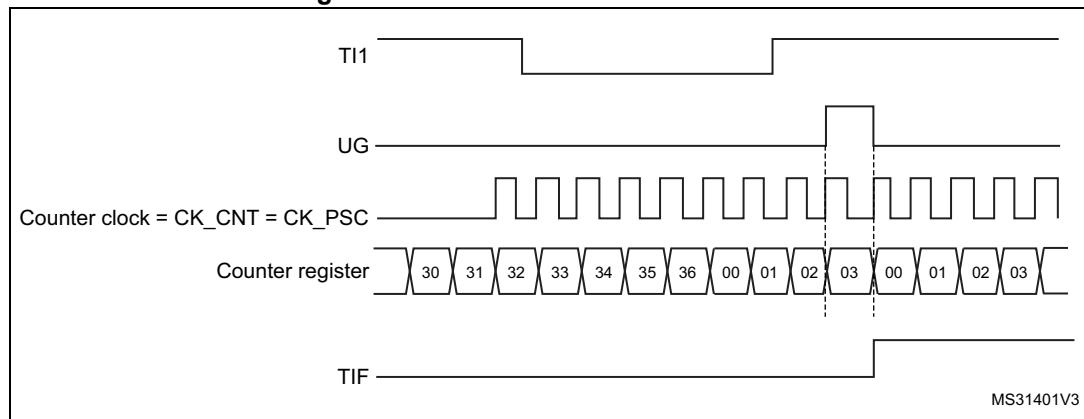 TI1
UG
Counter clock = CK_CNT = CK_PSC
Counter register 30 31 32 33 34 35 36 00 01 02 03 00 01 02 03
TIF
MS31401V3